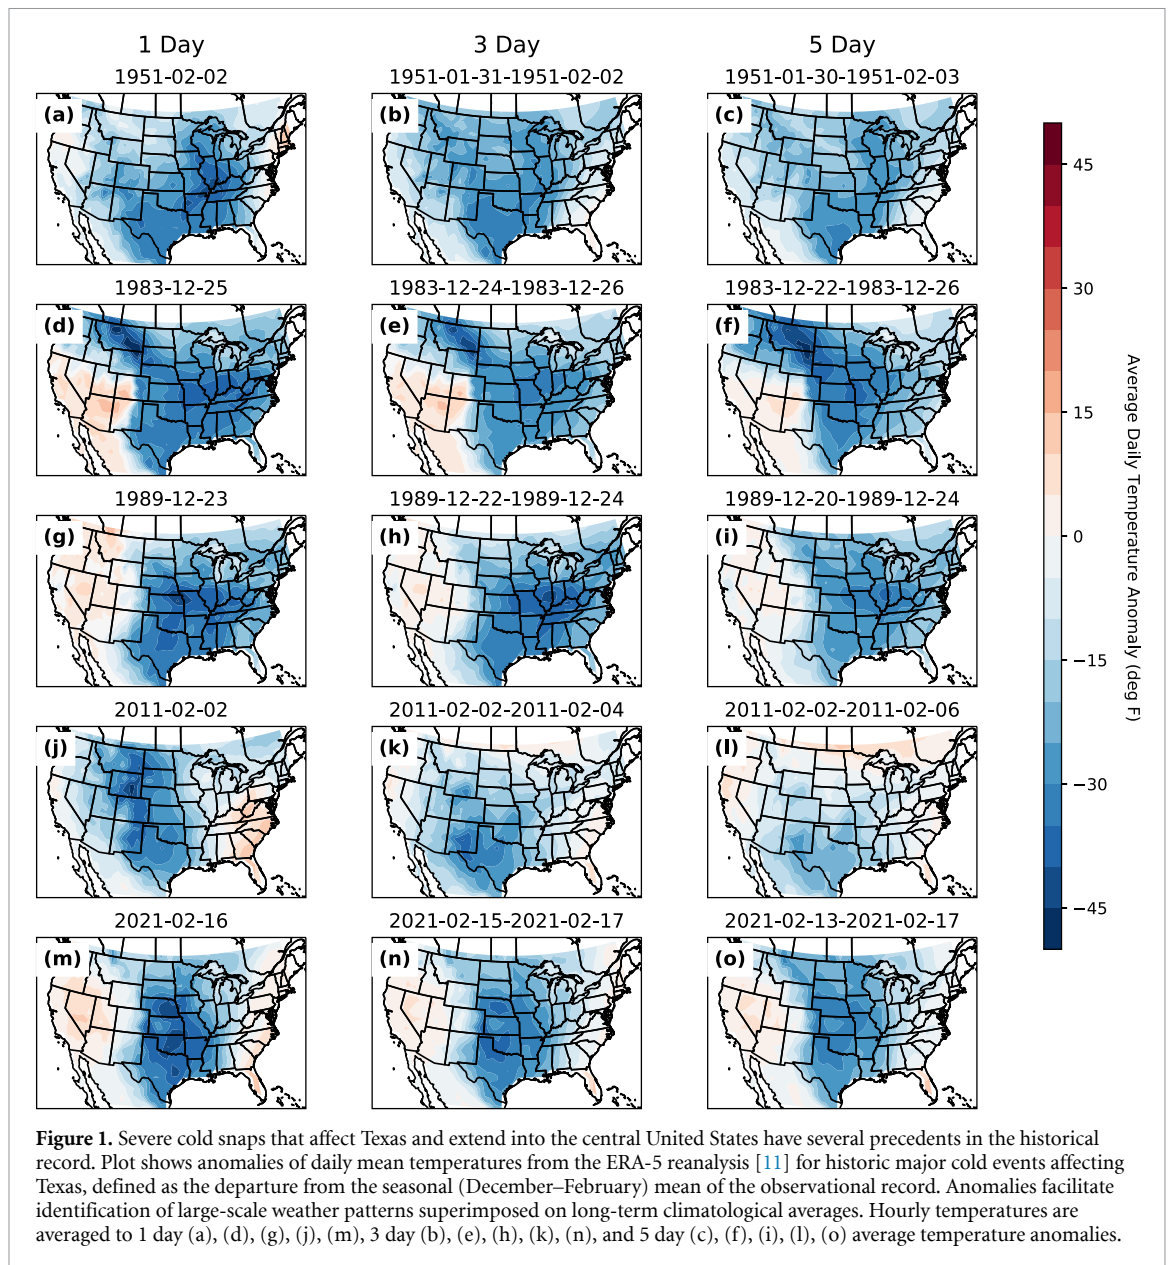 1 Day 3 Day 5 Day
1951-02-02 1951-01-31-1951-02-02 1951-01-30-1951-02-03
(a) (b) (c)
1983-12-25 1983-12-24-1983-12-26 1983-12-22-1983-12-26
(d) (e) (f)
1989-12-23 1989-12-22-1989-12-24 1989-12-20-1989-12-24
(g) (h) (i)
2011-02-02 2011-02-02-2011-02-04 2011-02-02-2011-02-06
(j) (k) (l)
2021-02-16 2021-02-15-2021-02-17 2021-02-13-2021-02-17
(m) (n) (o)
45
30
15
0
−15
−30
−45
Average Daily Temperature Anomaly (deg F)
Figure 1. Severe cold snaps that affect Texas and extend into the central United States have several precedents in the historical
record. Plot shows anomalies of daily mean temperatures from the ERA-5 reanalysis [11] for historic major cold events affecting
Texas, defined as the departure from the seasonal (December–February) mean of the observational record. Anomalies facilitate
identification of large-scale weather patterns superimposed on long-term climatological averages. Hourly temperatures are
averaged to 1 day (a), (d), (g), (j), (m), 3 day (b), (e), (h), (k), (n), and 5 day (c), (f), (i), (l), (o) average temperature anomalies.